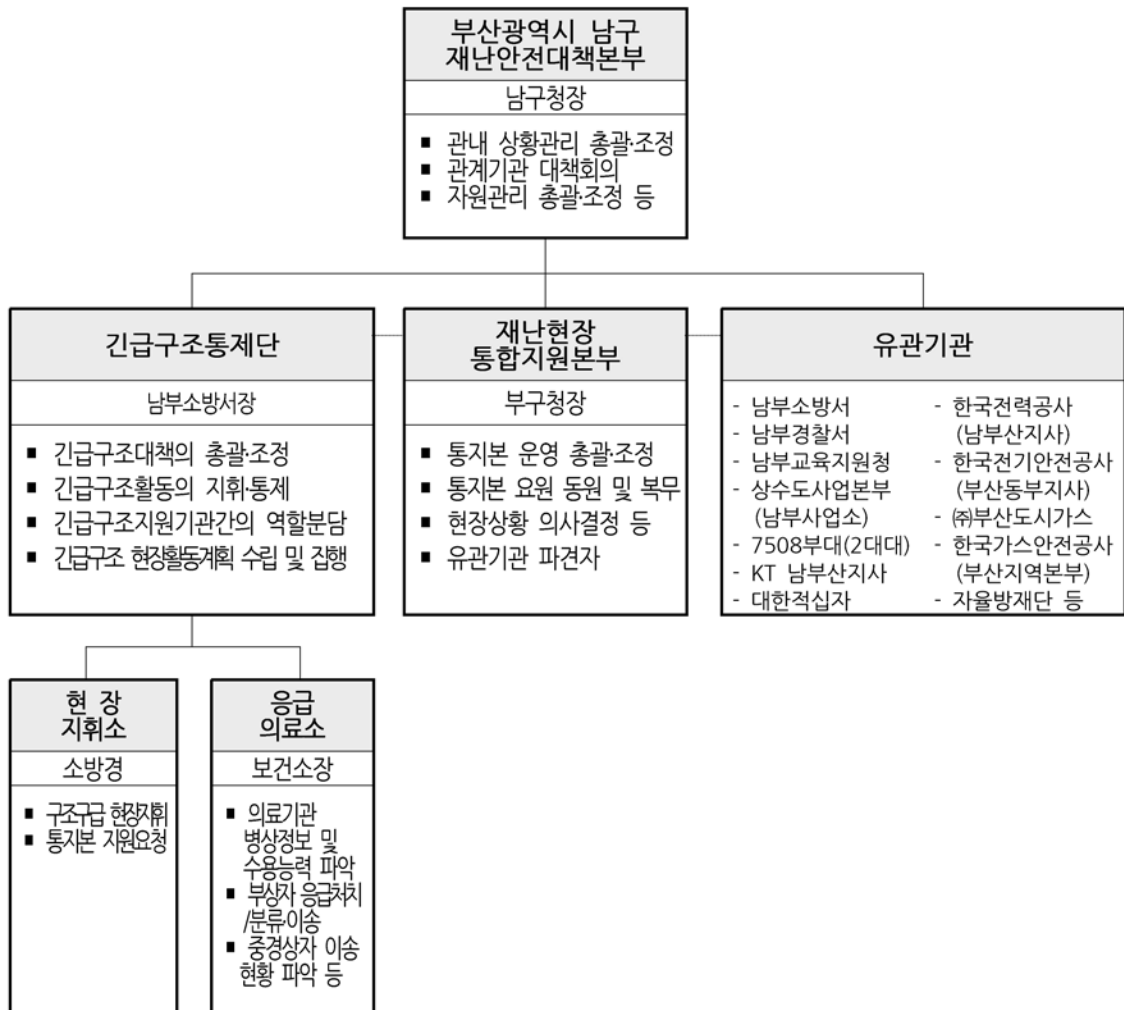 부산광역시 남구
재난안전대책본부
남구청장
■ 관내 상황관리 총괄·조정
■ 관계기관 대책회의
■ 자원관리 총괄·조정 등
긴급구조통제단
남부소방서장
■ 긴급구조대책의 총괄·조정
■ 긴급구조활동의 지휘·통제
■ 긴급구조지원기관간의 역할분담
■ 긴급구조 현장활동계획 수립 및 집행
재난현장
통합지원본부
부구청장
■ 통지본 운영 총괄·조정
■ 통지본 요원 동원 및 복무
■ 현장상황 의사결정 등
■ 유관기관 파견자
유관기관
- 남부소방서
- 남부경찰서
- 남부교육지원청
- 상수도사업본부
(남부사업소)
- 7508부대(2대대)
- KT 남부산지사
- 대한적십자
- 한국전력공사
(남부산지사)
- 한국전기안전공사
(부산동부지사)
- ㈜부산도시가스
- 한국가스안전공사
(부산지역본부)
- 자율방재단 등
현 장
지휘소
소방경
■ 구조구급 현장지휘
■ 통지본 지원요청
응급
의료소
보건소장
■ 의료기관
병상정보 및
수용능력 파악
■ 부상자 응급처치
/분류·이송
■ 중경상자 이송
현황 파악 등